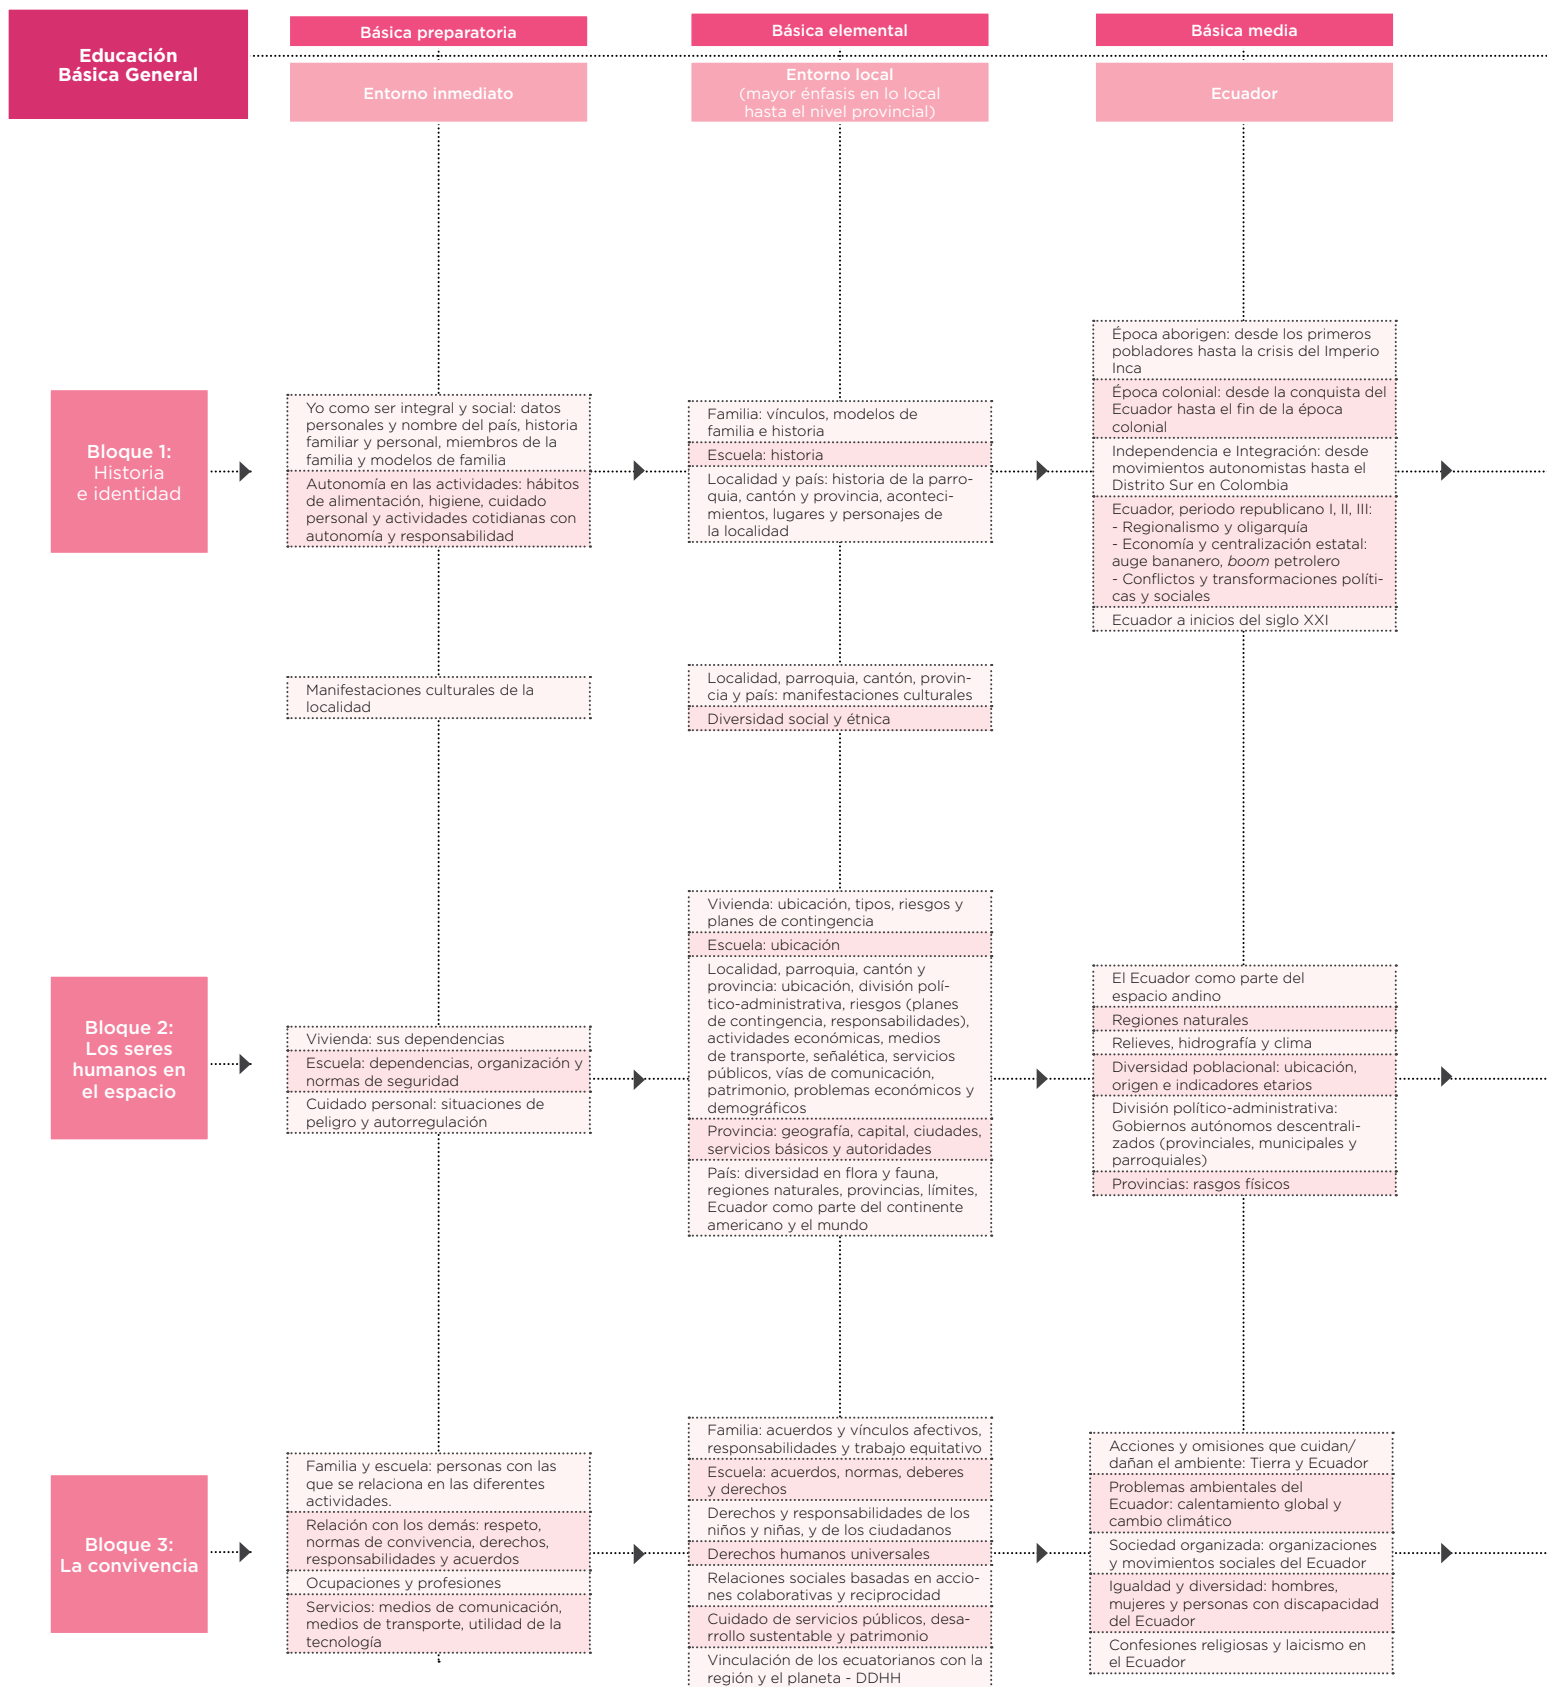 Educación
Básica General
Básica preparatoria
Básica elemental
Básica media
Entorno inmediato
Entorno local
(mayor énfasis en lo local
hasta el nivel provincial)
Ecuador
Bloque 1:
Historia
e identidad
Yo como ser integral y social: datos
personales y nombre del país, historia
familiar y personal, miembros de la
familia y modelos de familia
Autonomía en las actividades: hábitos
de alimentación, higiene, cuidado
personal y actividades cotidianas con
autonomía y responsabilidad
Manifestaciones culturales de la
localidad
Familia: vínculos, modelos de
familia e historia
Escuela: historia
Localidad y país: historia de la parro-
quia, cantón y provincia, aconteci-
mientos, lugares y personajes de
la localidad
Localidad, parroquia, cantón, provin-
cia y país: manifestaciones culturales
Diversidad social y étnica
Época aborigen: desde los primeros
pobladores hasta la crisis del Imperio
Inca
Época colonial: desde la conquista del
Ecuador hasta el fin de la época
colonial
Independencia e Integración: desde
movimientos autonomistas hasta el
Distrito Sur en Colombia
Ecuador, periodo republicano I, II, III:
- Regionalismo y oligarquía
- Economía y centralización estatal:
auge bananero, boom petrolero
- Conflictos y transformaciones políti-
cas y sociales
Ecuador a inicios del siglo XXI
Bloque 2:
Los seres
humanos en
el espacio
Vivienda: sus dependencias
Escuela: dependencias, organización y
normas de seguridad
Cuidado personal: situaciones de
peligro y autorregulación
Vivienda: ubicación, tipos, riesgos y
planes de contingencia
Escuela: ubicación
Localidad, parroquia, cantón y
provincia: ubicación, división polí-
tico-administrativa, riesgos (planes
de contingencia, responsabilidades),
actividades económicas, medios
de transporte, señalética, servicios
públicos, vías de comunicación,
patrimonio, problemas económicos y
demográficos
Provincia: geografía, capital, ciudades,
servicios básicos y autoridades
País: diversidad en flora y fauna,
regiones naturales, provincias, límites,
Ecuador como parte del continente
americano y el mundo
El Ecuador como parte del
espacio andino
Regiones naturales
Relieves, hidrografía y clima
Diversidad poblacional: ubicación,
origen e indicadores etarios
División político-administrativa:
Gobiernos autónomos descentrali-
zados (provinciales, municipales y
parroquiales)
Provincias: rasgos físicos
Bloque 3:
La convivencia
Familia y escuela: personas con las
que se relaciona en las diferentes
actividades.
Relación con los demás: respeto,
normas de convivencia, derechos,
responsabilidades y acuerdos
Ocupaciones y profesiones
Servicios: medios de comunicación,
medios de transporte, utilidad de la
tecnología
Familia: acuerdos y vínculos afectivos,
responsabilidades y trabajo equitativo
Escuela: acuerdos, normas, deberes
y derechos
Derechos y responsabilidades de los
niños y niñas, y de los ciudadanos
Derechos humanos universales
Relaciones sociales basadas en accio-
nes colaborativas y reciprocidad
Cuidado de servicios públicos, desa-
rrollo sustentable y patrimonio
Vinculación de los ecuatorianos con la
región y el planeta - DDHH
Acciones y omisiones que cuidan/
dañan el ambiente: Tierra y Ecuador
Problemas ambientales del
Ecuador: calentamiento global y
cambio climático
Sociedad organizada: organizaciones
y movimientos sociales del Ecuador
Igualdad y diversidad: hombres,
mujeres y personas con discapacidad
del Ecuador
Confesiones religiosas y laicismo en
el Ecuador